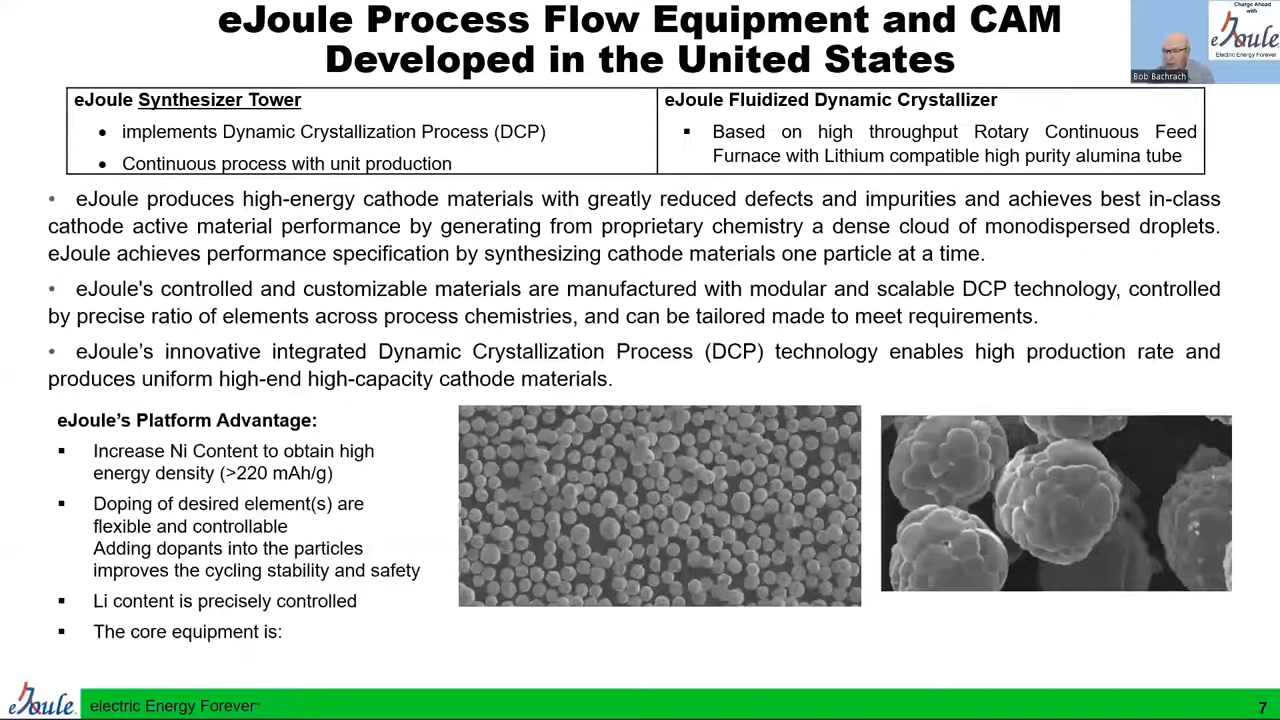 eJoule Process Flow Equipment and CAM
Developed in the United States
Charge Ahead
with
eJoule
Electric Energy Forever
Bob Bachrach
eJoule Synthesizer Tower
• implements Dynamic Crystallization Process (DCP)
• Continuous process with unit production
eJoule Fluidized Dynamic Crystallizer
▪ Based on high throughput Rotary Continuous Feed
Furnace with Lithium compatible high purity alumina tube
• eJoule produces high-energy cathode materials with greatly reduced defects and impurities and achieves best in-class
cathode active material performance by generating from proprietary chemistry a dense cloud of monodispersed droplets.
eJoule achieves performance specification by synthesizing cathode materials one particle at a time.
• eJoule's controlled and customizable materials are manufactured with modular and scalable DCP technology, controlled
by precise ratio of elements across process chemistries, and can be tailored made to meet requirements.
• eJoule’s innovative integrated Dynamic Crystallization Process (DCP) technology enables high production rate and
produces uniform high-end high-capacity cathode materials.
eJoule’s Platform Advantage:
▪ Increase Ni Content to obtain high
energy density (>220 mAh/g)
▪ Doping of desired element(s) are
flexible and controllable
Adding dopants into the particles
improves the cycling stability and safety
▪ Li content is precisely controlled
▪ The core equipment is:
eJoule
electric Energy Forever
7